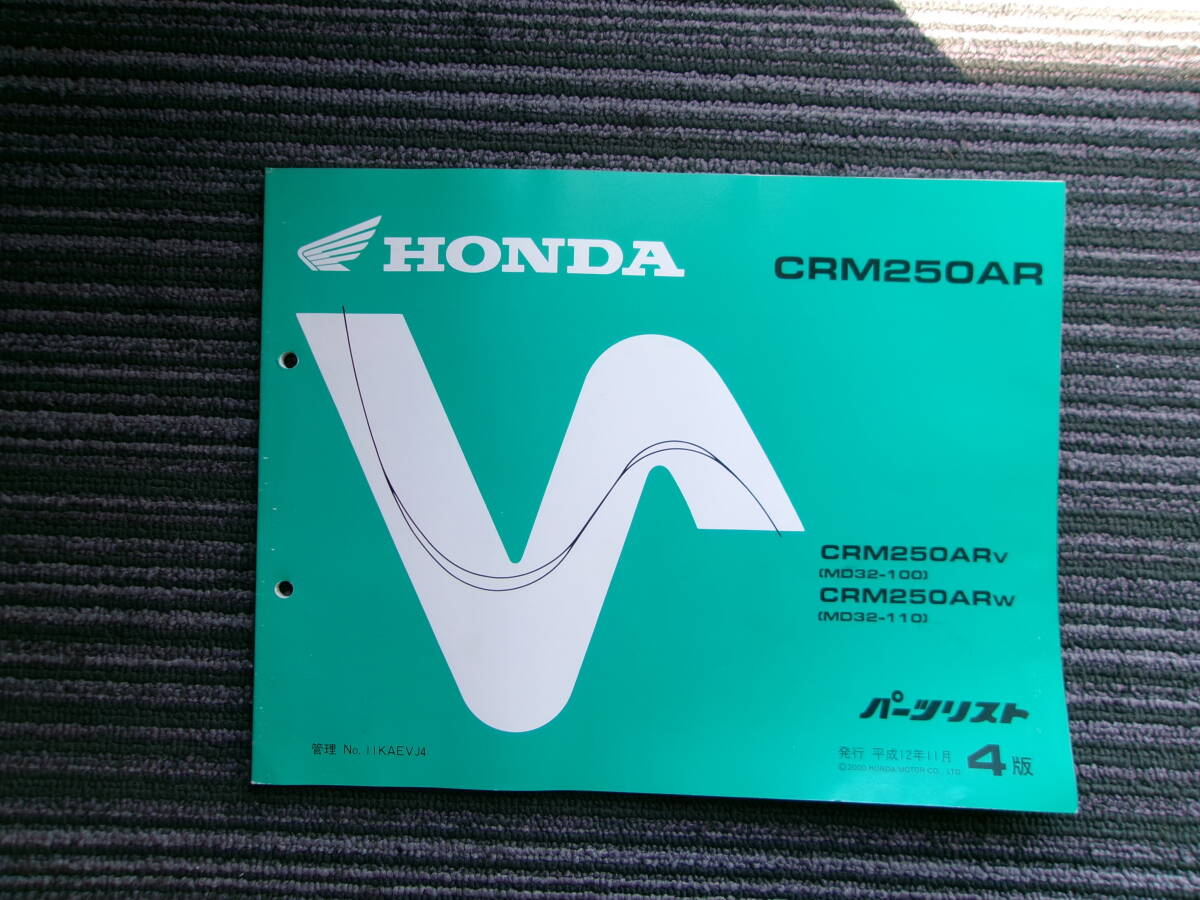 HONDA
CRM250AR
CRM250ARV
(MD32-100)
CRM250ARW
(MD32-110)
パーツリスト
管理 No. 11KAEVJ4
発行 平成12年11月 4版
©2000 HONDA MOTOR CO., LTD.